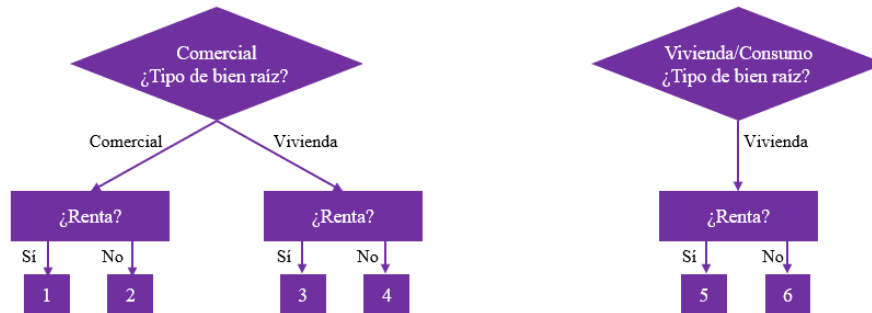 Comercial
¿Tipo de bien raíz?
Vivienda/Consumo
¿Tipo de bien raíz?
Comercial
Vivienda
Vivienda
¿Renta?
¿Renta?
¿Renta?
Sí
No
Sí
No
Sí
No
1
2
3
4
5
6